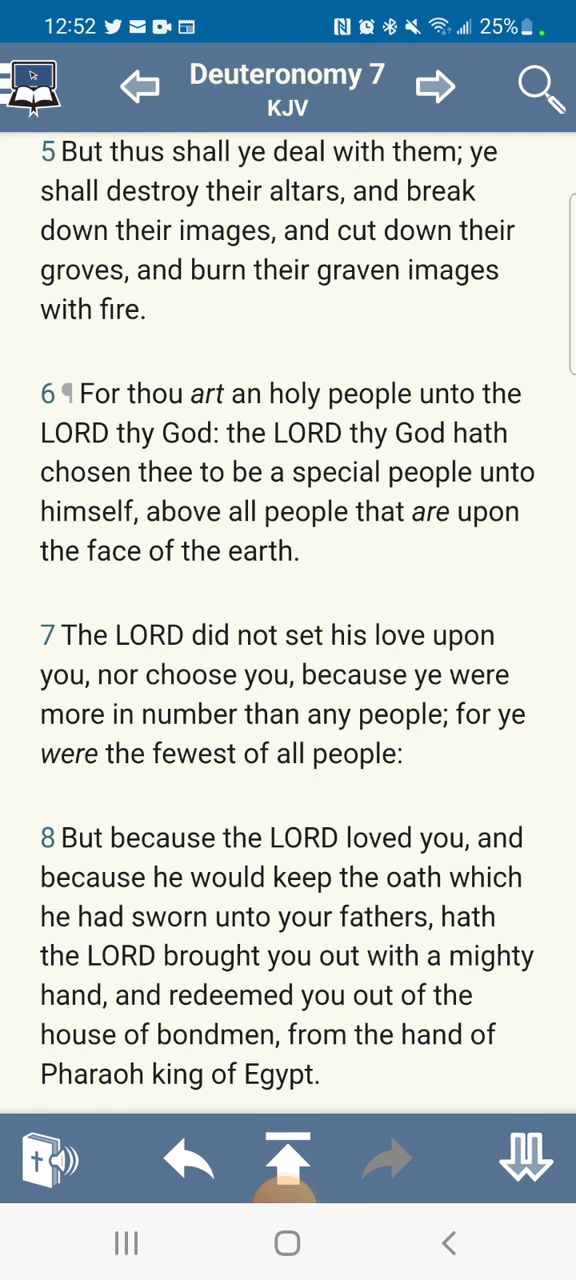 12:52 25%
Deuteronomy 7
KJV
5 But thus shall ye deal with them; ye
shall destroy their altars, and break
down their images, and cut down their
groves, and burn their graven images
with fire.
6 ¶ For thou art an holy people unto the
LORD thy God: the LORD thy God hath
chosen thee to be a special people unto
himself, above all people that are upon
the face of the earth.
7 The LORD did not set his love upon
you, nor choose you, because ye were
more in number than any people; for ye
were the fewest of all people:
8 But because the LORD loved you, and
because he would keep the oath which
he had sworn unto your fathers, hath
the LORD brought you out with a mighty
hand, and redeemed you out of the
house of bondmen, from the hand of
Pharaoh king of Egypt.